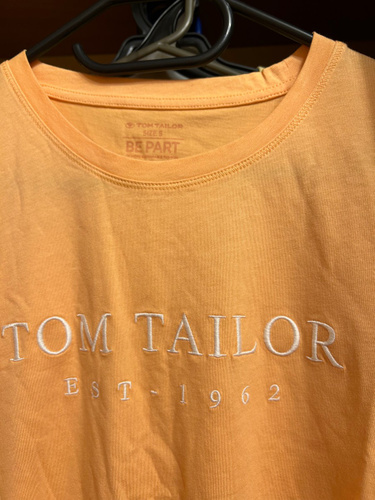 TOM TAILOR
SIZE S
BE PART
TOM TAILOR
EST - 1962